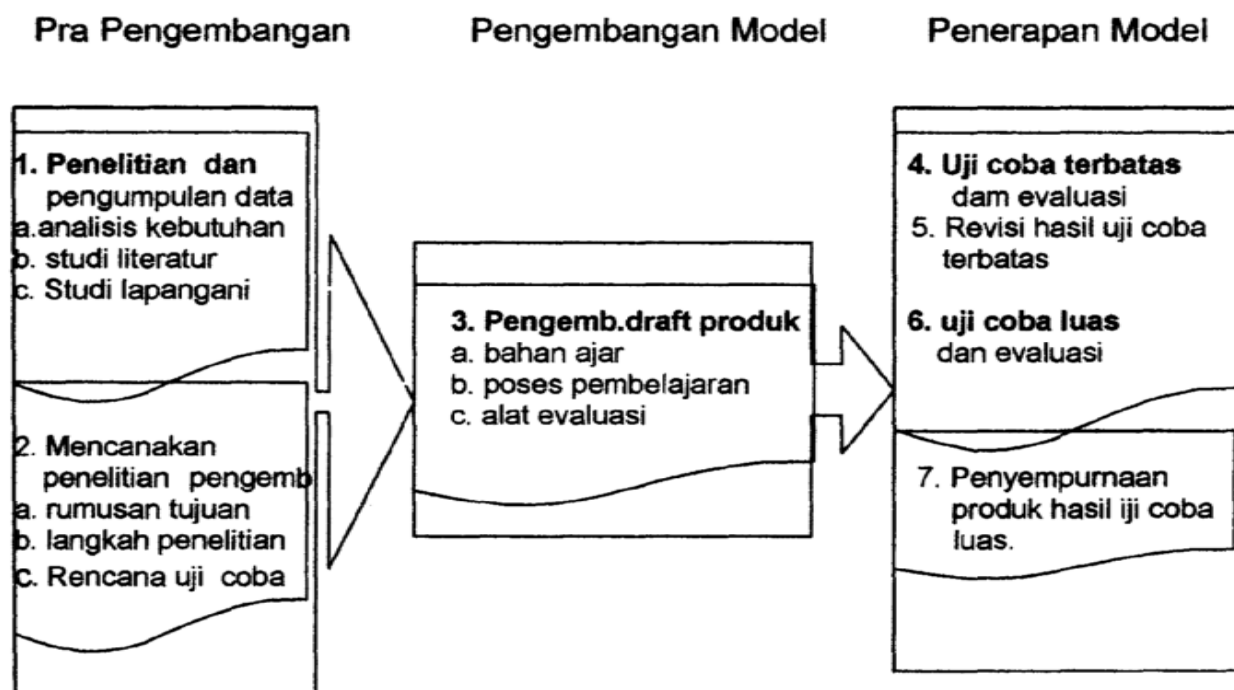 Pra Pengembangan
Pengembangan Model
Penerapan Model
1. Penelitian dan
pengumpulan data
a.analisis kebutuhan
b. studi literatur
c. Studi lapangani
2. Mencanakan
penelitian pengemb
a. rumusan tujuan
b. langkah penelitian
c. Rencana uji coba
3. Pengemb.draft produk
a. bahan ajar
b. poses pembelajaran
c. alat evaluasi
4. Uji coba terbatas
dam evaluasi
5. Revisi hasil uji coba
terbatas
6. uji coba luas
dan evaluasi
7. Penyempurnaan
produk hasil iji coba
luas.